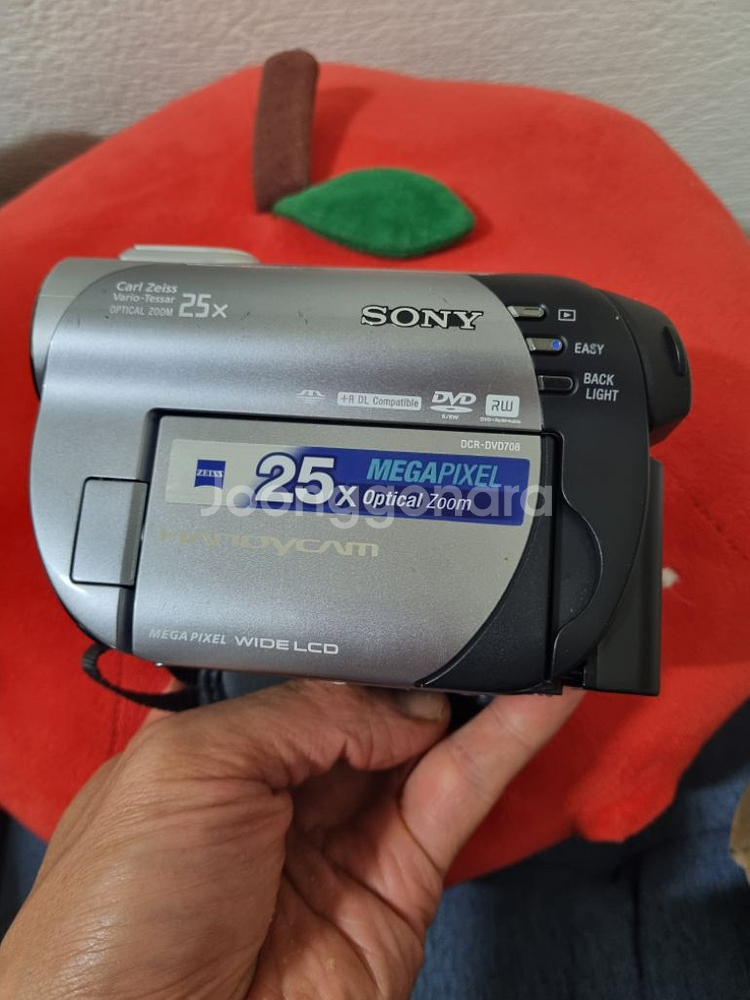 Carl Zeiss
Vario-Tessar
OPTICAL ZOOM 25x
SONY
EASY
BACK
LIGHT
+R DL Compatible
DVD
RW
DCR-DVD708
ZEISS
25x
MEGAPIXEL
Optical Zoom
Joonggonara
HANDYCAM
MEGA PIXEL WIDE LCD